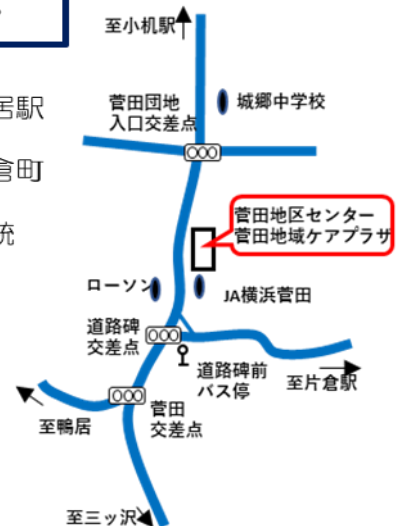 至小机駅
城郷中学校
菅田団地
入口交差点
居駅
倉町
統
菅田地区センター
菅田地域ケアプラザ
ローソン
JA横浜菅田
道路碑
交差点
道路碑前
バス停
至片倉駅
菅田
交差点
至鴨居
至三ッ沢